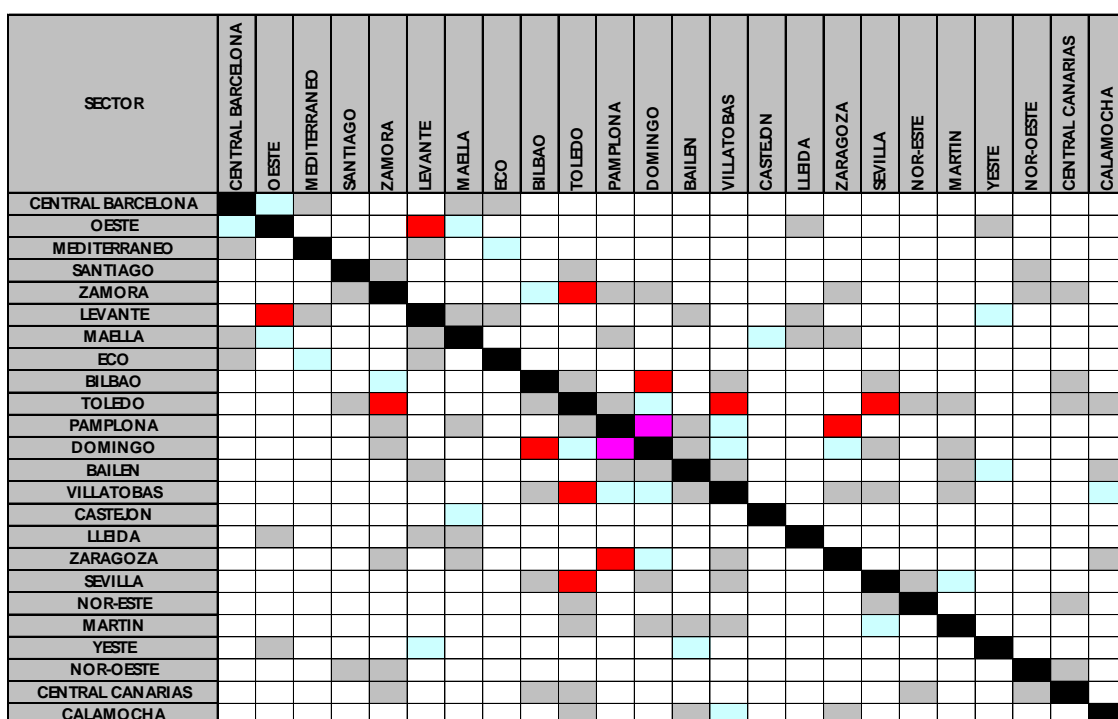 SECTOR
CENTRAL BARCELONA
OESTE
MEDITERRANEO
SANTIAGO
ZAMORA
LEVANTE
MAELLA
ECO
BILBAO
TOLEDO
PAMPLONA
DOMINGO
BAILEN
VILLATOBAS
CASTEJON
LLEIDA
ZARAGOZA
SEVILLA
NOR-ESTE
MARTIN
YESTE
NOR-OESTE
CENTRAL CANARIAS
CALAMOCHA
CENTRAL BARCELONA
OESTE
MEDITERRANEO
SANTIAGO
ZAMORA
LEVANTE
MAELLA
ECO
BILBAO
TOLEDO
PAMPLONA
DOMINGO
BAILEN
VILLATOBAS
CASTEJON
LLEIDA
ZARAGOZA
SEVILLA
NOR-ESTE
MARTIN
YESTE
NOR-OESTE
CENTRAL CANARIAS
CALAMOCHA